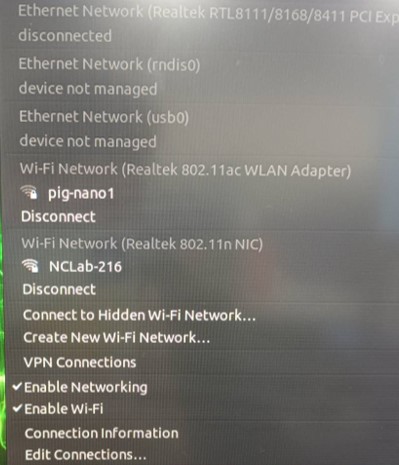 Ethernet Network (Realtek RTL8111/8168/8411 PCI Exp
disconnected
Ethernet Network (rndis0)
device not managed
Ethernet Network (usb0)
device not managed
Wi-Fi Network (Realtek 802.11ac WLAN Adapter)
pig-nano1
Disconnect
Wi-Fi Network (Realtek 802.11n NIC)
NCLab-216
Disconnect
Connect to Hidden Wi-Fi Network...
Create New Wi-Fi Network...
VPN Connections
✔Enable Networking
✔Enable Wi-Fi
Connection Information
Edit Connections...